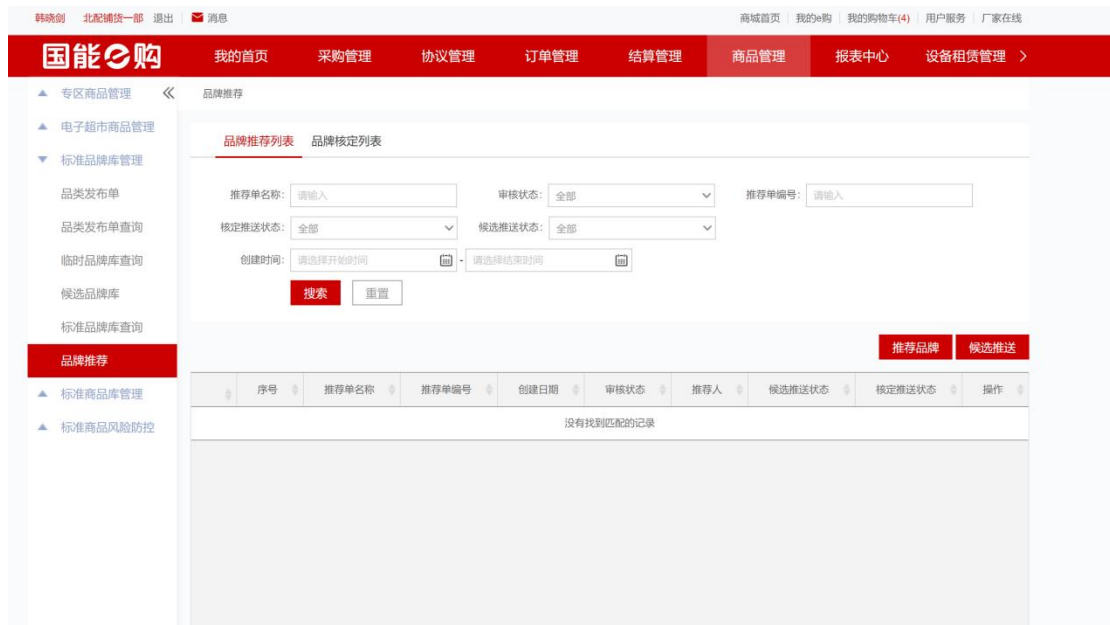 韩晓剑 北配铺货一部 退出 消息 商城首页 我的e购 我的购物车(4) 用户服务 厂家在线
国能e购 我的首页 采购管理 协议管理 订单管理 结算管理 商品管理 报表中心 设备租赁管理
专区商品管理 品牌推荐
电子超市商品管理
品牌推荐列表 品牌核定列表
标准品牌库管理
品类发布单 推荐单名称: 请输入 审核状态: 全部 推荐单编号: 请输入
品类发布单查询 核定推送状态: 全部 候选推送状态: 全部
临时品牌库查询 创建时间: 请选择开始时间 - 请选择结束时间
候选品牌库 搜索 重置
标准品牌库查询
推荐品牌 候选推送
品牌推荐
标准商品库管理 序号 推荐单名称 推荐单编号 创建日期 审核状态 推荐人 候选推送状态 核定推送状态 操作
标准商品风险防控 没有找到匹配的记录